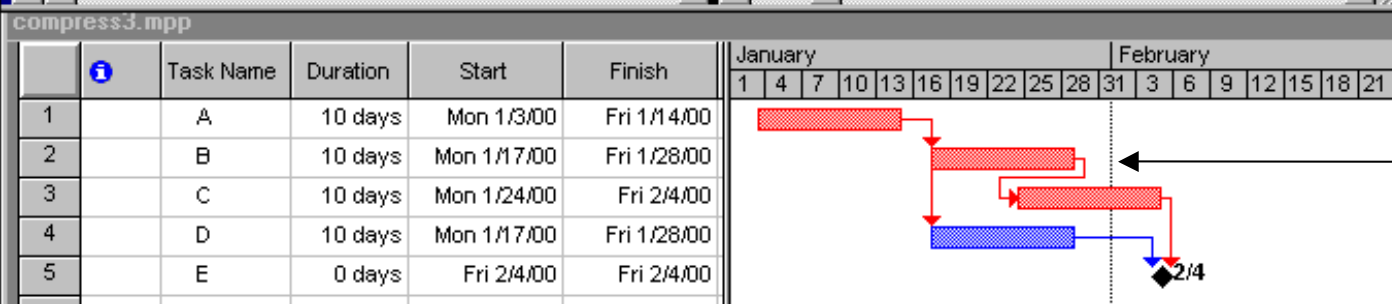 compress3.mpp
Task Name Duration Start Finish
January February
1 4 7 10 13 16 19 22 25 28 31 3 6 9 12 15 18 21
1 A 10 days Mon 1/3/00 Fri 1/14/00
2 B 10 days Mon 1/17/00 Fri 1/28/00
3 C 10 days Mon 1/24/00 Fri 2/4/00
4 D 10 days Mon 1/17/00 Fri 1/28/00
5 E 0 days Fri 2/4/00 Fri 2/4/00 2/4